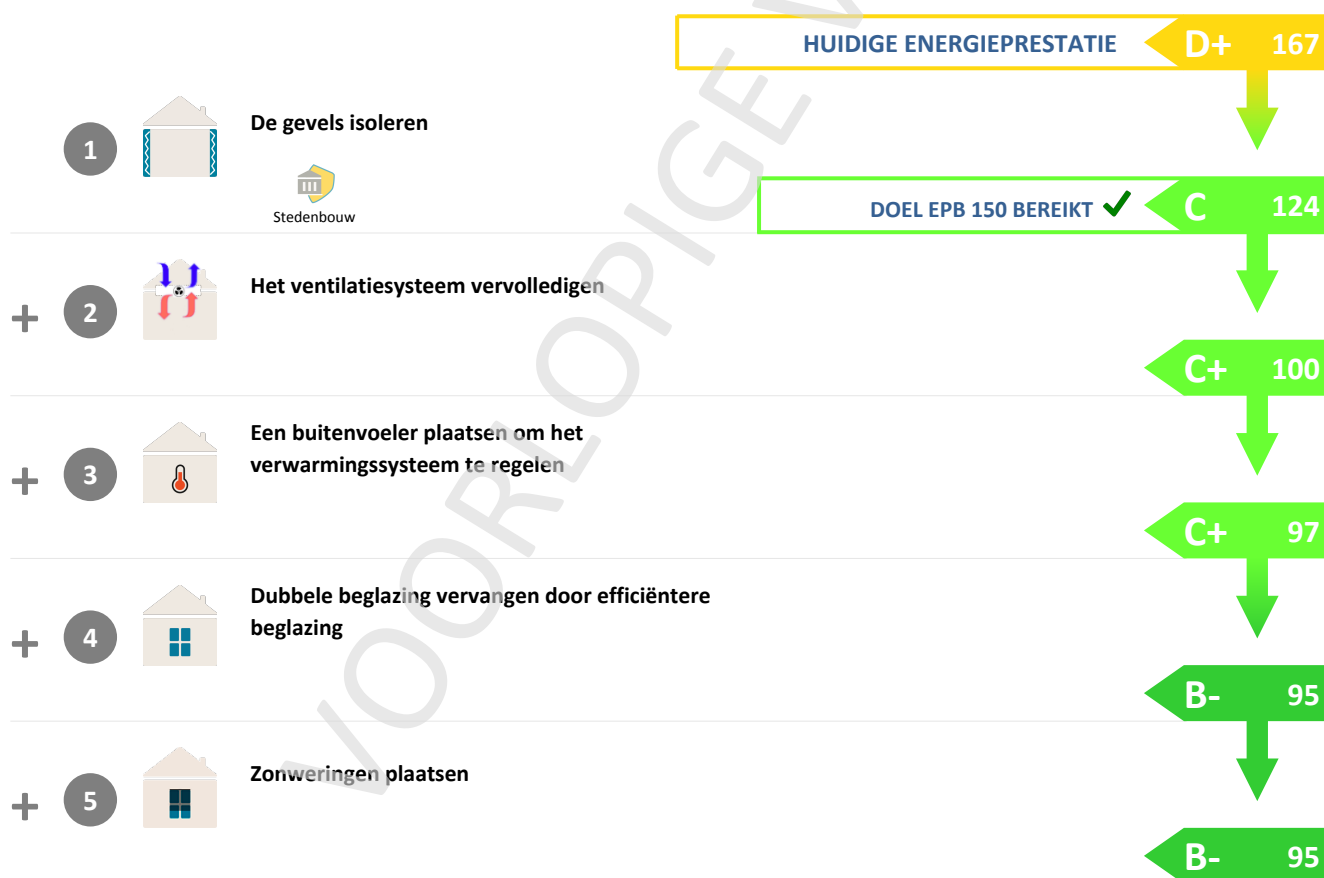 HUIDIGE ENERGIEPRESTATIE D+ 167
1 De gevels isoleren
Stedenbouw
DOEL EPB 150 BEREIKT ✓ C 124
+ 2 Het ventilatiesysteem vervolledigen
C+ 100
+ 3 Een buitenvoeler plaatsen om het
verwarmingssysteem te regelen
C+ 97
+ 4 Dubbele beglazing vervangen door efficiëntere
beglazing
B- 95
+ 5 Zonweringen plaatsen
B- 95
VOORLOPIGE V